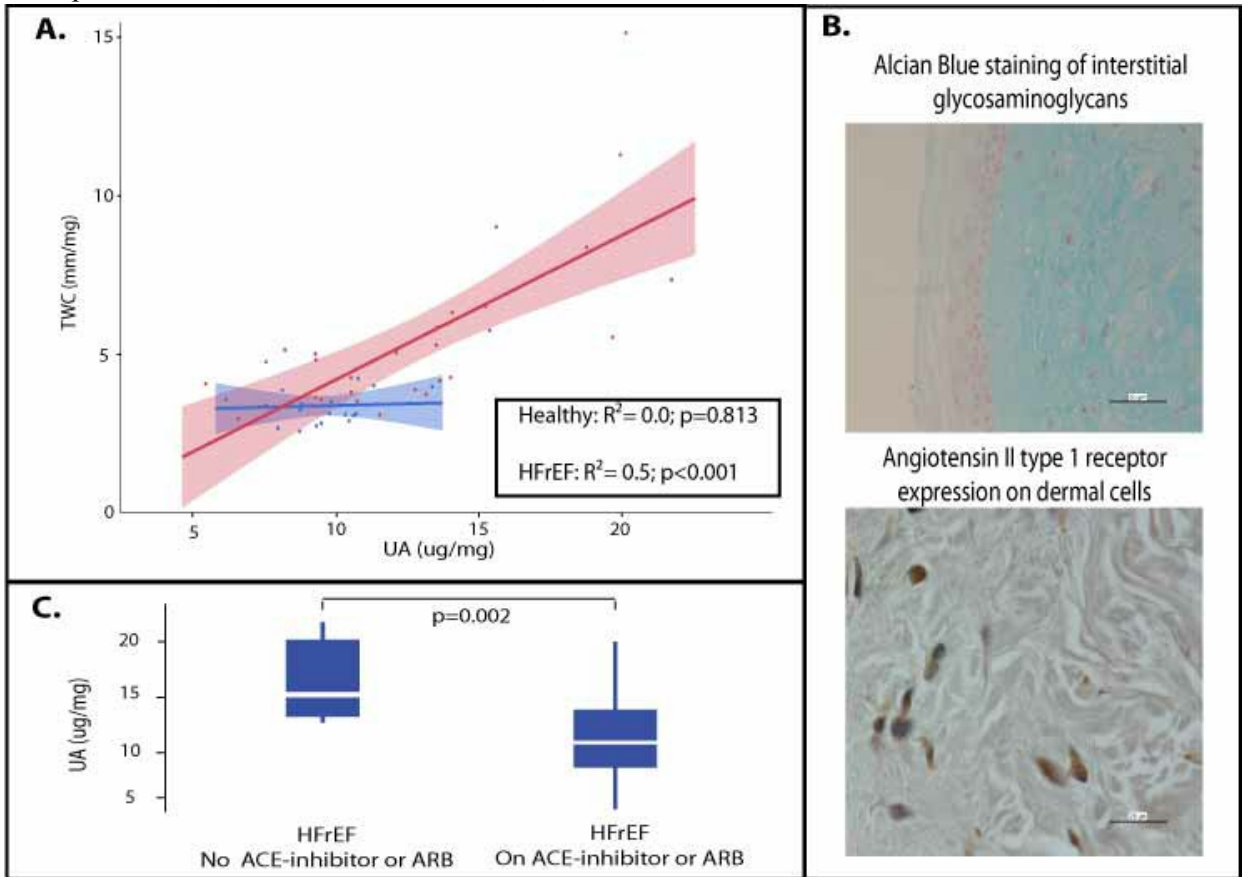 A.
15
10
5
0
TWC (mm/mg)
5
10
15
20
UA (ug/mg)
Healthy: R²= 0.0; p=0.813
HFrEF: R²= 0.5; p<0.001
B.
Alcian Blue staining of interstitial
glycosaminoglycans
Angiotensin II type 1 receptor
expression on dermal cells
C.
p=0.002
20
15
10
5
UA (ug/mg)
HFrEF
No ACE-inhibitor or ARB
HFrEF
On ACE-inhibitor or ARB